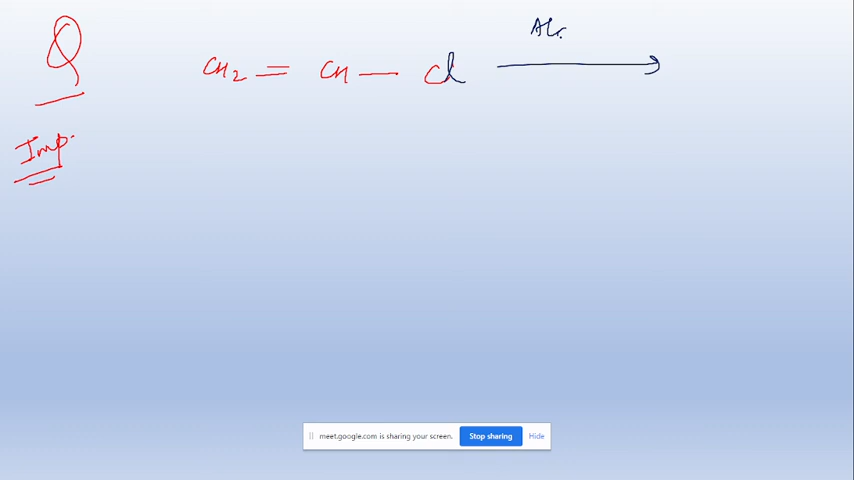 Q
Alc.
CH2 = CH — Cl
Imp.
meet.google.com is sharing your screen. Stop sharing Hide